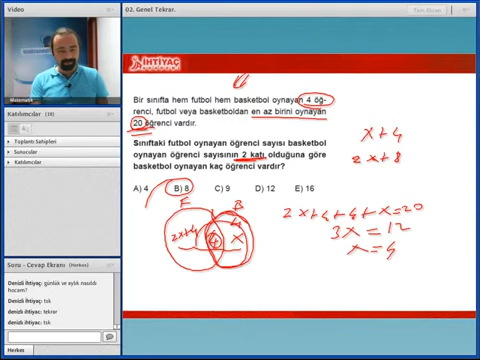 Video
02. Genel Tekrar.
Tam Ekran
Matematik
Katılımcılar
Toplantı Sahipleri
Sunucular
Katılımcılar
İHTİYAÇ
Bir sınıfta hem futbol hem basketbol oynayan 4 öğ-
renci, futbol veya basketboldan en az birini oynayan
20 öğrenci vardır.
Sınıftaki futbol oynayan öğrenci sayısı basketbol
oynayan öğrenci sayısının 2 katı olduğuna göre
basketbol oynayan kaç öğrenci vardır?
A) 4 B) 8 C) 9 D) 12 E) 16
x+4
2x+8
F B
2x+4 4 x
4
2x+4+4+x=20
3x=12
x=4
Soru - Cevap Ekranı
Herkes
Denizli İhtiyaç: günlük ve aylık nasıldı
hocam?
Denizli İhtiyaç: tsk
Denizli İhtiyaç: tekrar
Denizli İhtiyaç: tsk
Herkes